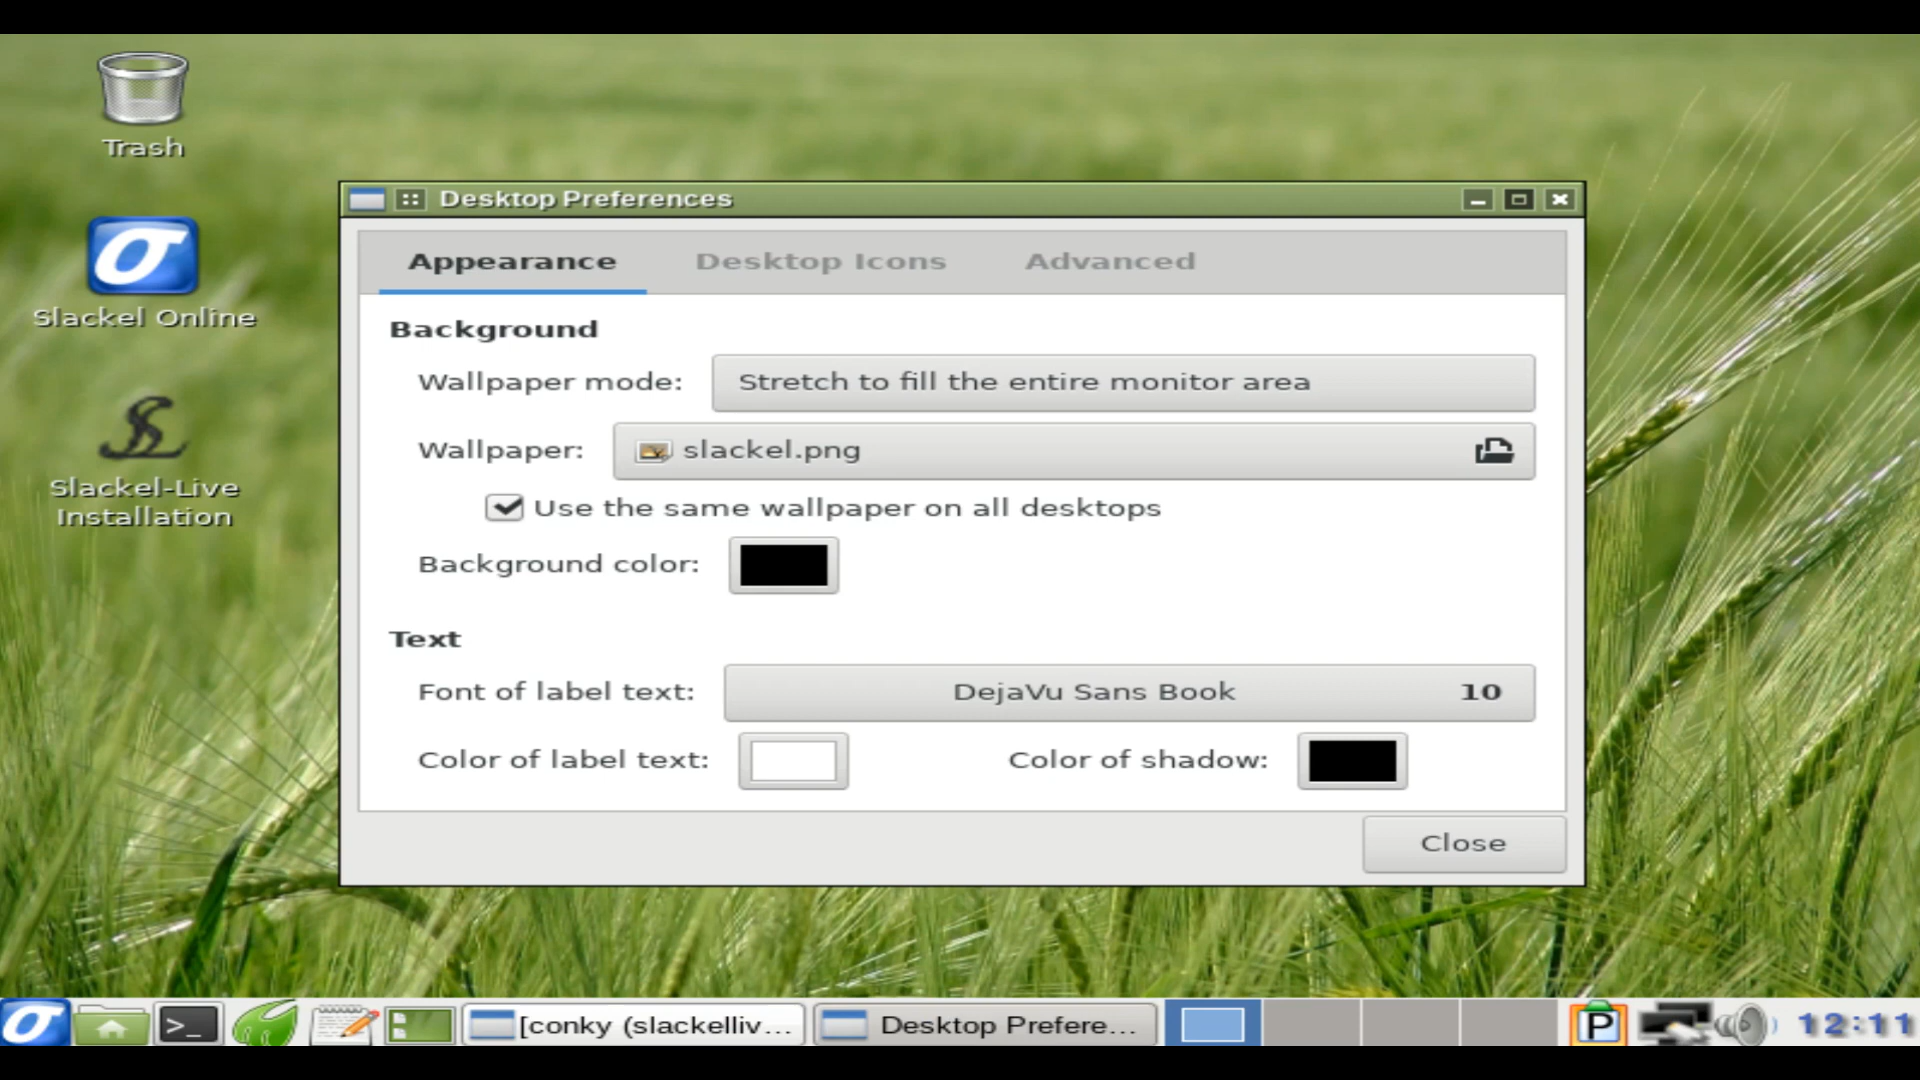 Trash
Slackel Online
Slackel-Live
Installation
Desktop Preferences
Appearance Desktop Icons Advanced
Background
Wallpaper mode: Stretch to fill the entire monitor area
Wallpaper: slackel.png
Use the same wallpaper on all desktops
Background color:
Text
Font of label text: DejaVu Sans Book 10
Color of label text: Color of shadow:
Close
>_ [conky (slackelliv... Desktop Prefere... P 12:11